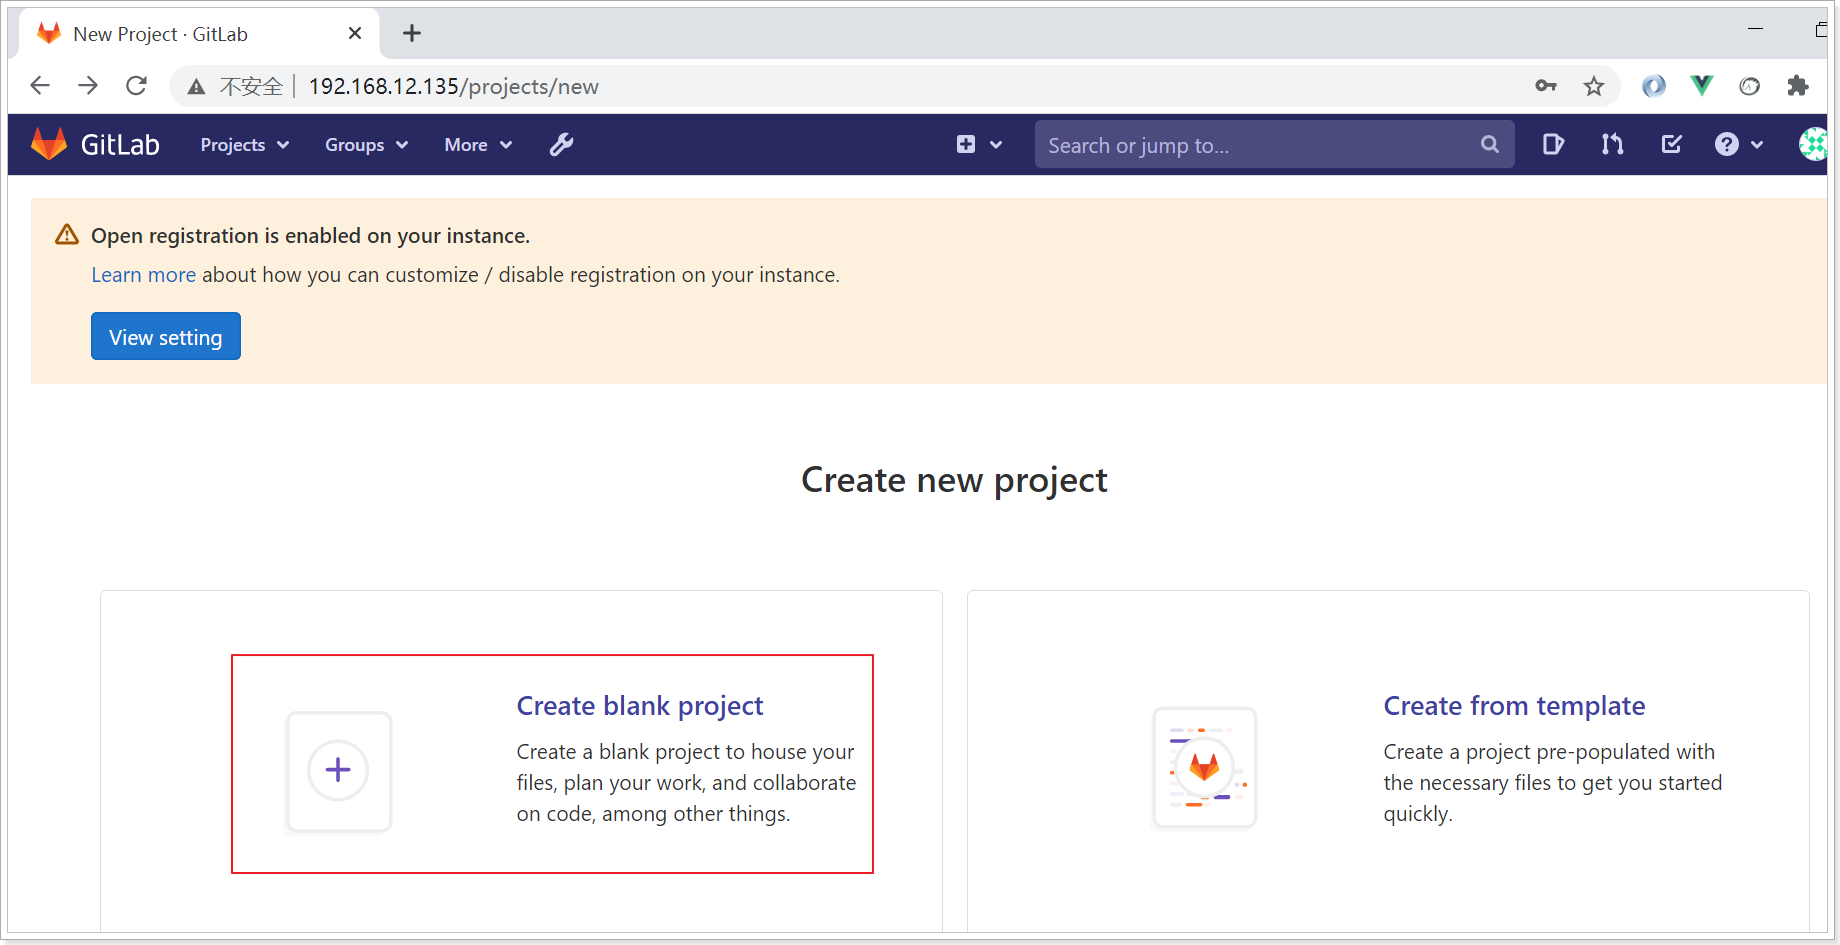 New Project · GitLab
不安全 192.168.12.135/projects/new
GitLab Projects Groups More Search or jump to...
Open registration is enabled on your instance.
Learn more about how you can customize / disable registration on your instance.
View setting
Create new project
Create blank project
Create a blank project to house your
files, plan your work, and collaborate
on code, among other things.
Create from template
Create a project pre-populated with
the necessary files to get you started
quickly.